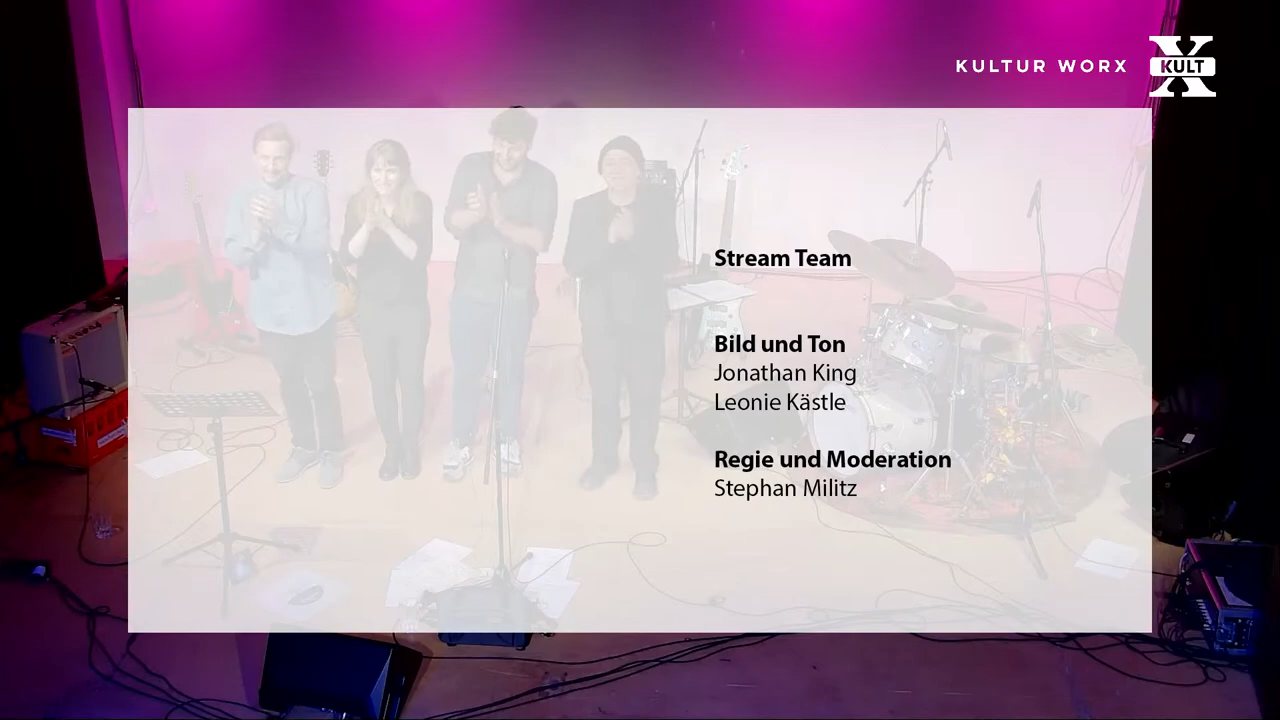 KULTUR WORX
KULT
Stream Team
Bild und Ton
Jonathan King
Leonie Kästle
Regie und Moderation
Stephan Militz